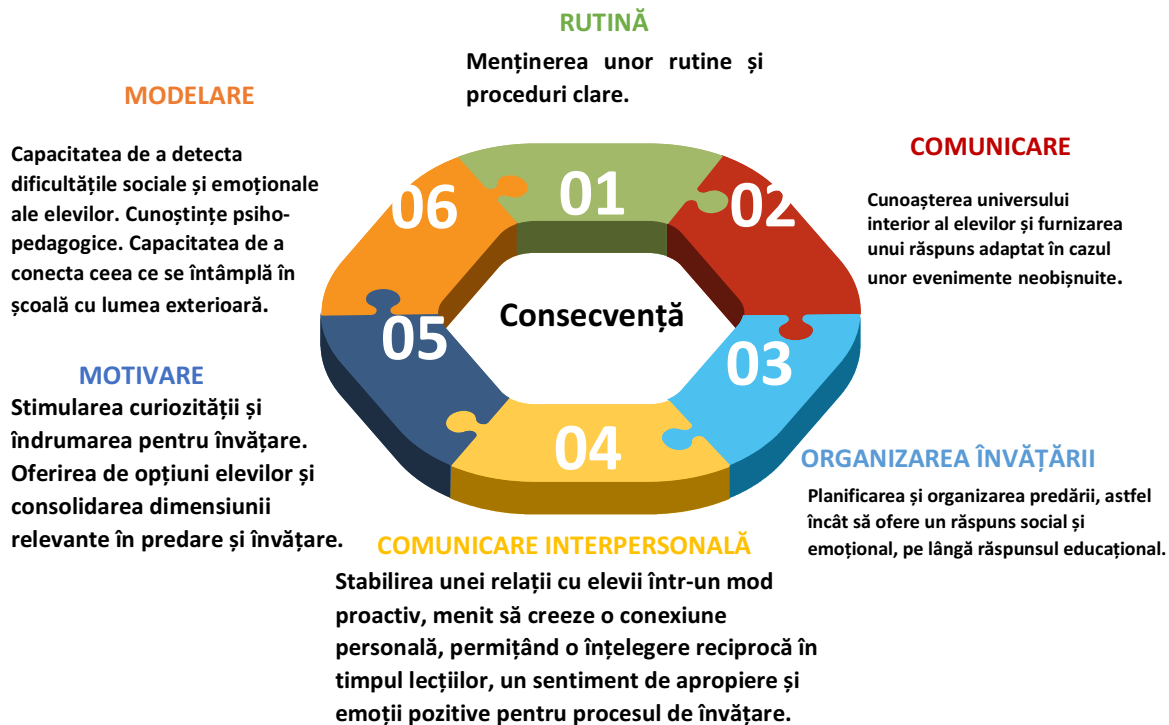 RUTINĂ
Menținerea unor rutine și
proceduri clare.
MODELARE
Capacitatea de a detecta
dificultățile sociale și emoționale
ale elevilor. Cunoștințe psiho-
pedagogice. Capacitatea de a
conecta ceea ce se întâmplă în
școală cu lumea exterioară.
COMUNICARE
Cunoașterea universului
interior al elevilor și furnizarea
unui răspuns adaptat în cazul
unor evenimente neobișnuite.
01
02
03
04
05
06
Consecvență
MOTIVARE
Stimularea curiozității și
îndrumarea pentru învățare.
Oferirea de opțiuni elevilor și
consolidarea dimensiunii
relevante în predare și învățare.
ORGANIZAREA ÎNVĂȚĂRII
Planificarea și organizarea predării, astfel
încât să ofere un răspuns social și
emoțional, pe lângă răspunsul educațional.
COMUNICARE INTERPERSONALĂ
Stabilirea unei relații cu elevii într-un mod
proactiv, menit să creeze o conexiune
personală, permițând o înțelegere reciprocă în
timpul lecțiilor, un sentiment de apropiere și
emoții pozitive pentru procesul de învățare.